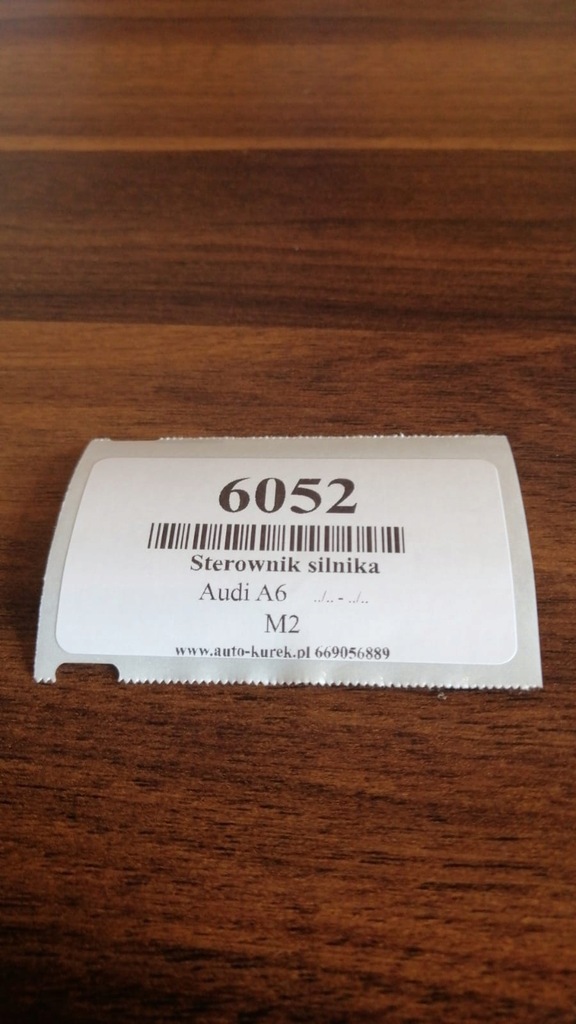 6052
Sterownik silnika
Audi A6 ../.. - ../..
M2
www.auto-kurek.pl 669056889